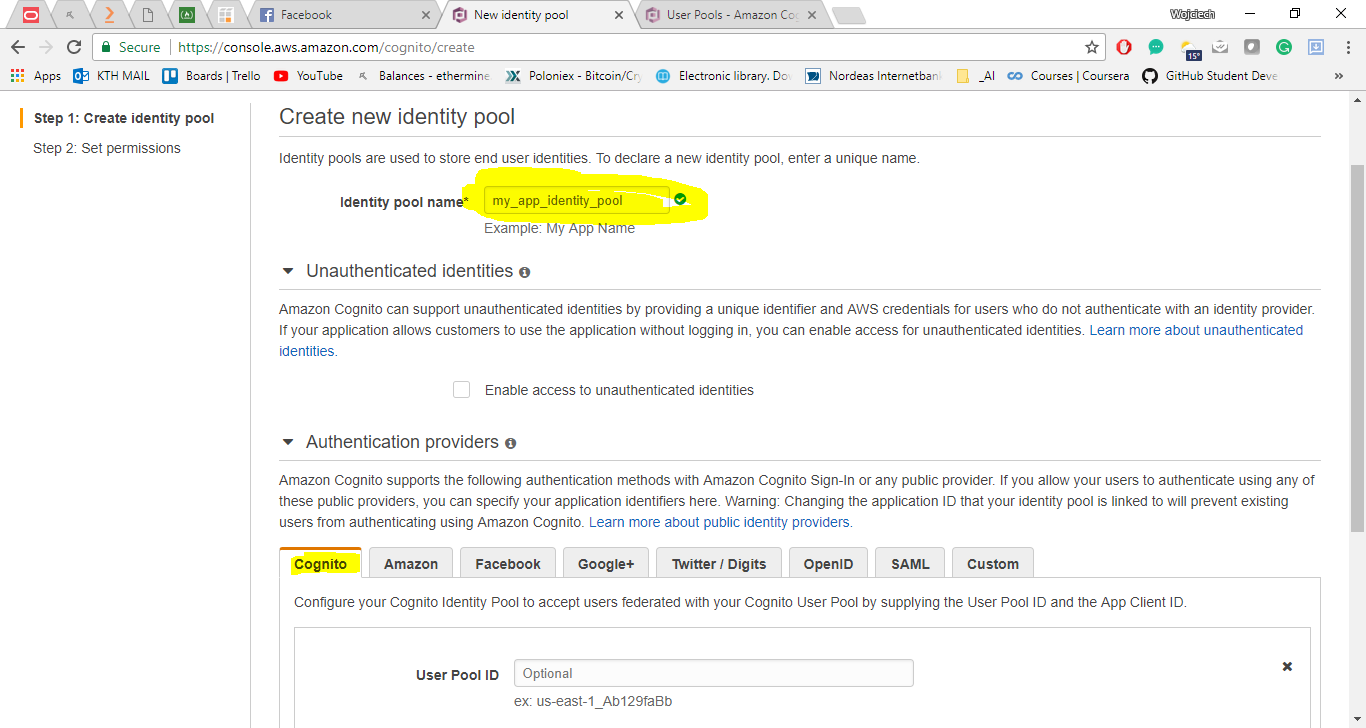 Facebook
New identity pool
User Pools - Amazon Co
Wojciech
Secure
https://console.aws.amazon.com/cognito/create
15°
Apps
KTH MAIL
Boards | Trello
YouTube
Balances - ethermine
Poloniex - Bitcoin/Cry
Electronic library. Do
Nordeas Internetbank
_AI
Courses | Coursera
GitHub Student Deve
Step 1: Create identity pool
Step 2: Set permissions
Create new identity pool
Identity pools are used to store end user identities. To declare a new identity pool, enter a unique name.
Identity pool name*
my_app_identity_pool
Example: My App Name
Unauthenticated identities
Amazon Cognito can support unauthenticated identities by providing a unique identifier and AWS credentials for users who do not authenticate with an identity provider.
If your application allows customers to use the application without logging in, you can enable access for unauthenticated identities. Learn more about unauthenticated
identities.
Enable access to unauthenticated identities
Authentication providers
Amazon Cognito supports the following authentication methods with Amazon Cognito Sign-In or any public provider. If you allow your users to authenticate using any of
these public providers, you can specify your application identifiers here. Warning: Changing the application ID that your identity pool is linked to will prevent existing
users from authenticating using Amazon Cognito. Learn more about public identity providers.
Cognito
Amazon
Facebook
Google+
Twitter / Digits
OpenID
SAML
Custom
Configure your Cognito Identity Pool to accept users federated with your Cognito User Pool by supplying the User Pool ID and the App Client ID.
User Pool ID
Optional
ex: us-east-1_Ab129faBb